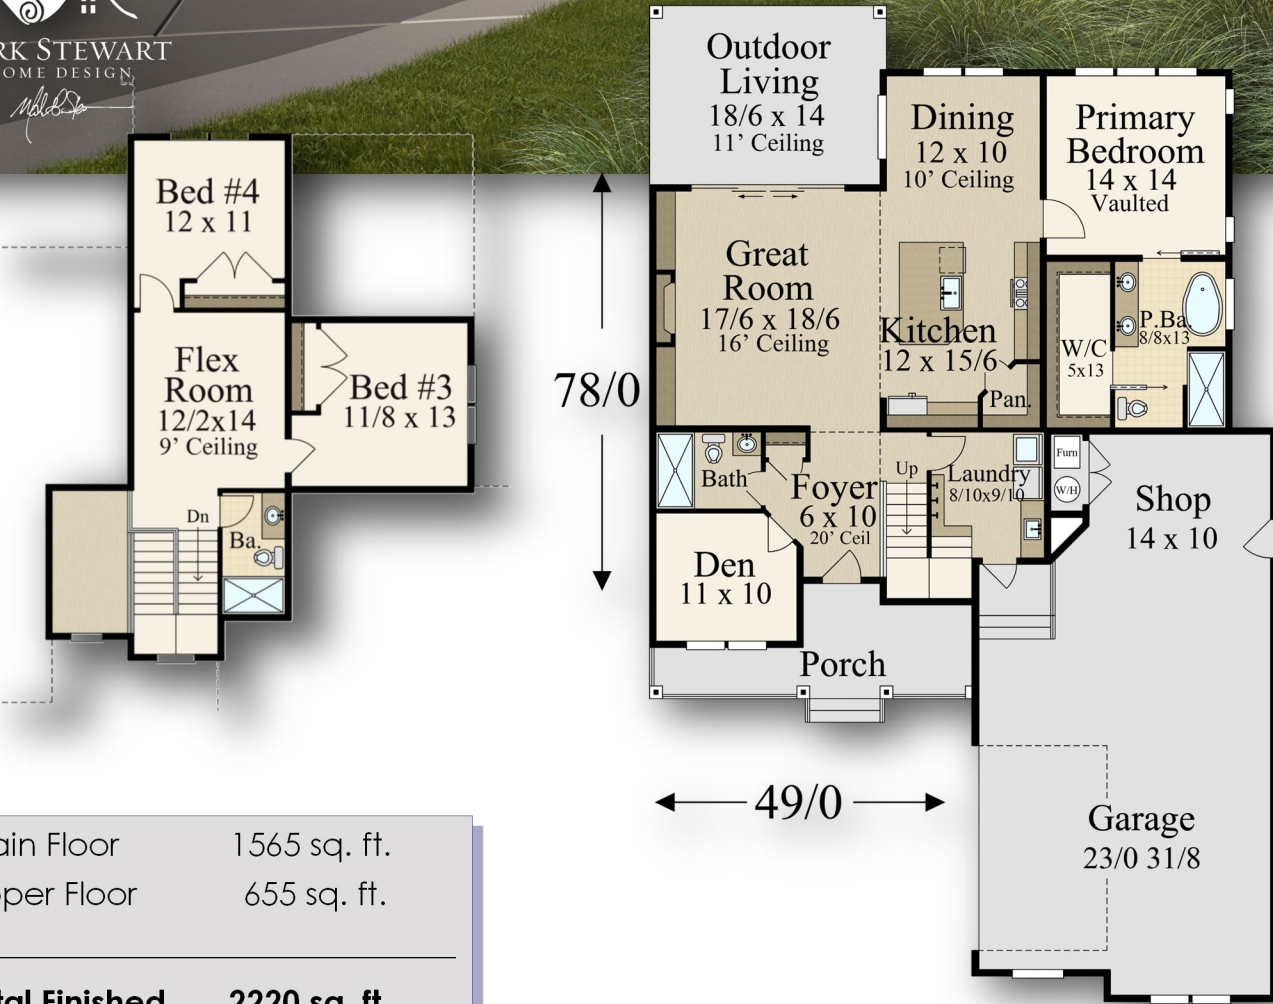 RK STEWART
OME DESIGN
Bed #4
12 x 11
Flex
Room
12/2x14
9’ Ceiling
Bed #3
11/8 x 13
Dn
Ba.
Outdoor
Living
18/6 x 14
11’ Ceiling
Dining
12 x 10
10’ Ceiling
Primary
Bedroom
14 x 14
Vaulted
Great
Room
17/6 x 18/6
16’ Ceiling
Kitchen
12 x 15/6
Pan.
W/C
5x13
P.Ba.
8/8x13
78/0
Bath
Foyer
6 x 10
20’ Ceil
Up
Laundry
8/10x9/10
Furn
W/H
Shop
14 x 10
Den
11 x 10
Porch
49/0
Garage
23/0 31/8
ain Floor 1565 sq. ft.
pper Floor 655 sq. ft.
tal Finished 2220 sq. ft.